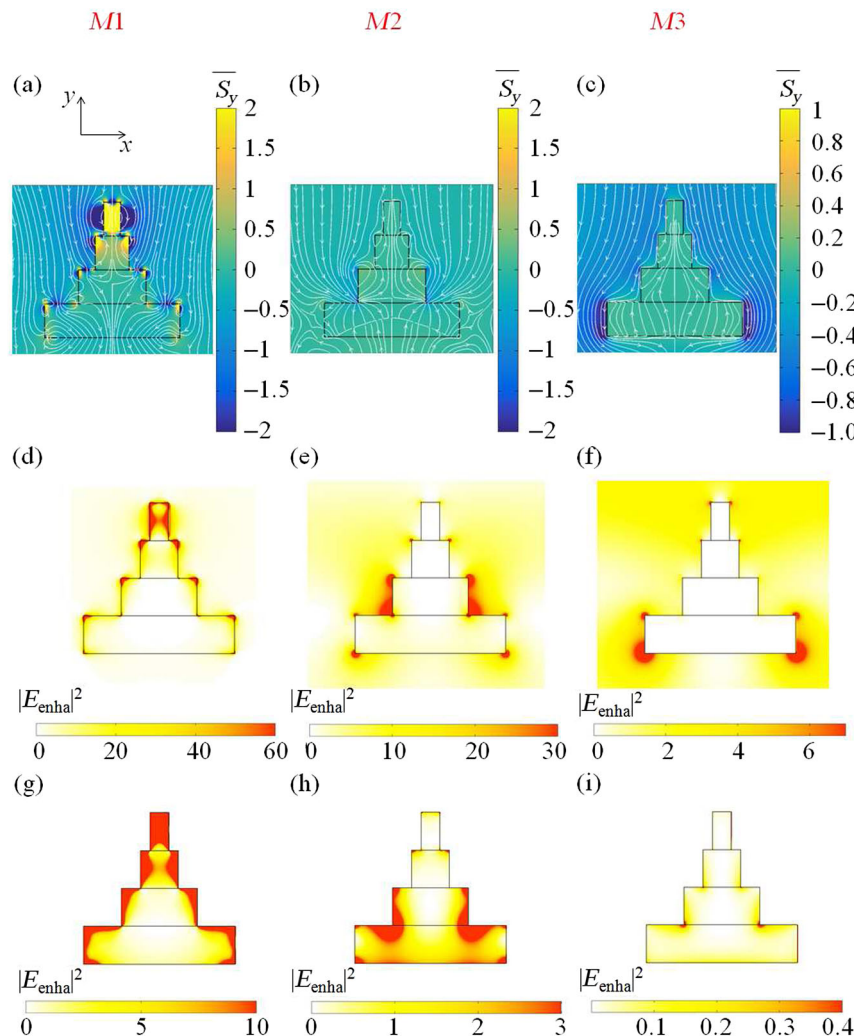 M1 M2 M3
(a) (b) (c)
y x
S̅y 2 1.5 1 0.5 0 −0.5 −1 −1.5 −2
S̅y 2 1.5 1 0.5 0 −0.5 −1 −1.5 −2
S̅y 1 0.8 0.6 0.4 0.2 0 −0.2 −0.4 −0.6 −0.8 −1.0
(d) (e) (f)
|Eenha|² |Eenha|² |Eenha|²
0 20 40 60 0 10 20 30 0 2 4 6
(g) (h) (i)
|Eenha|² |Eenha|² |Eenha|²
0 5 10 0 1 2 3 0.1 0.2 0.3 0.4